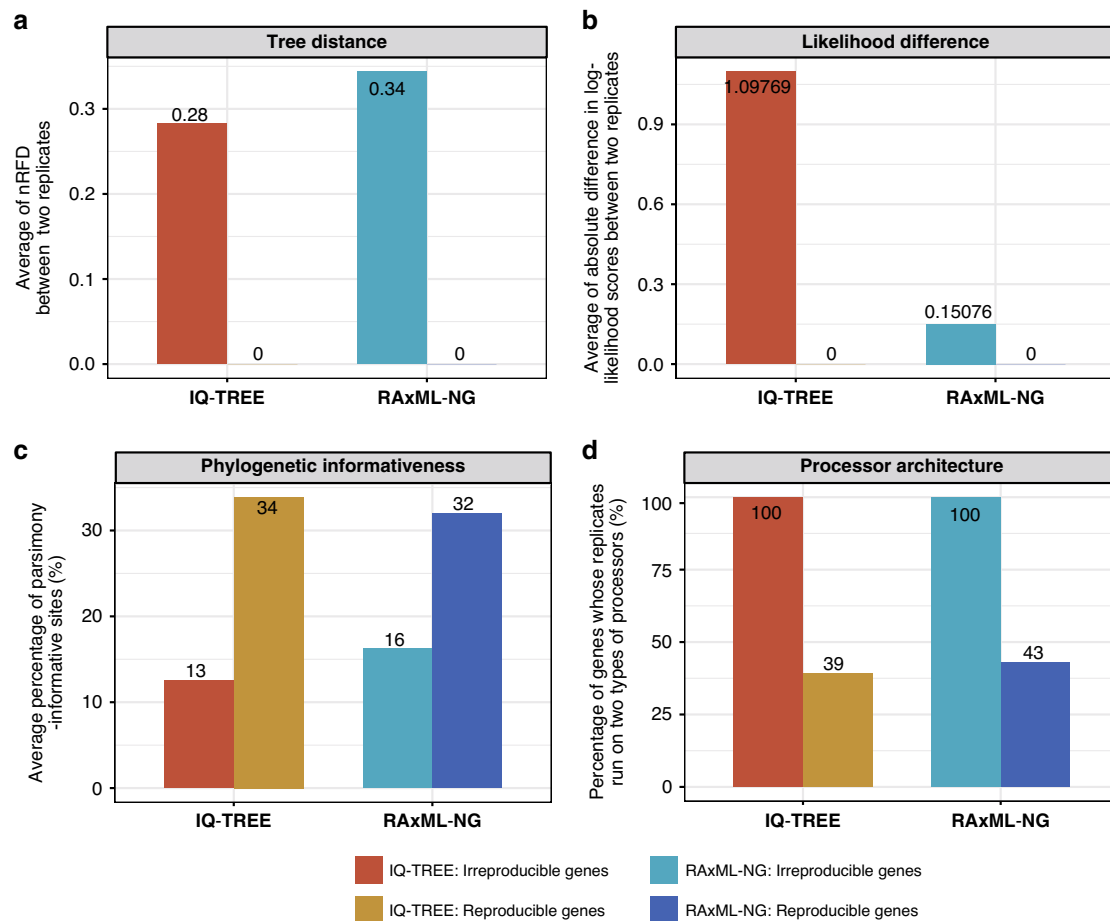 a
Tree distance
Average of nRFD
between two replicates
0.3
0.2
0.1
0.0
0.28
0
0.34
0
IQ-TREE
RAxML-NG
b
Likelihood difference
Average of absolute difference in log-
likelihood scores between two replicates
0.9
0.6
0.3
0.0
1.09769
0
0.15076
0
IQ-TREE
RAxML-NG
c
Phylogenetic informativeness
Average percentage of parsimony
-informative sites (%)
30
20
10
0
13
34
16
32
IQ-TREE
RAxML-NG
d
Processor architecture
Percentage of genes whose replicates
run on two types of processors (%)
100
75
50
25
0
100
39
100
43
IQ-TREE
RAxML-NG
IQ-TREE: Irreproducible genes
RAxML-NG: Irreproducible genes
IQ-TREE: Reproducible genes
RAxML-NG: Reproducible genes